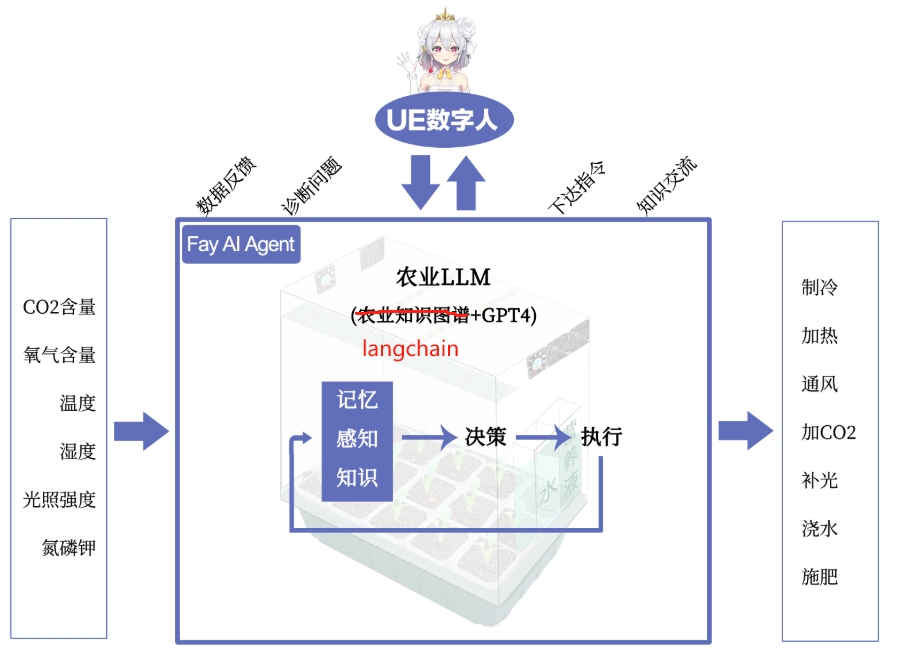 UE数字人
数据反馈
诊断问题
下达指令
知识交流
Fay AI Agent
农业LLM
(农业知识图谱+GPT4)
langchain
CO2含量
氧气含量
温度
湿度
光照强度
氮磷钾
记忆
感知
知识
决策
执行
水
营养液
制冷
加热
通风
加CO2
补光
浇水
施肥